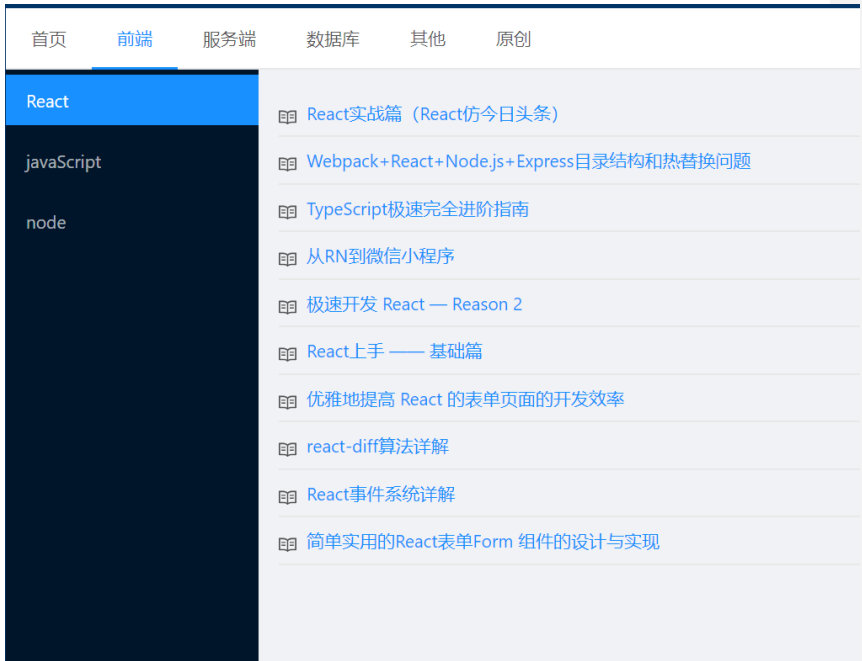 首页 前端 服务端 数据库 其他 原创
React
javaScript
node
React实战篇（React仿今日头条）
Webpack+React+Node.js+Express目录结构和热替换问题
TypeScript极速完全进阶指南
从RN到微信小程序
极速开发 React — Reason 2
React上手 —— 基础篇
优雅地提高 React 的表单页面的开发效率
react-diff算法详解
React事件系统详解
简单实用的React表单Form 组件的设计与实现